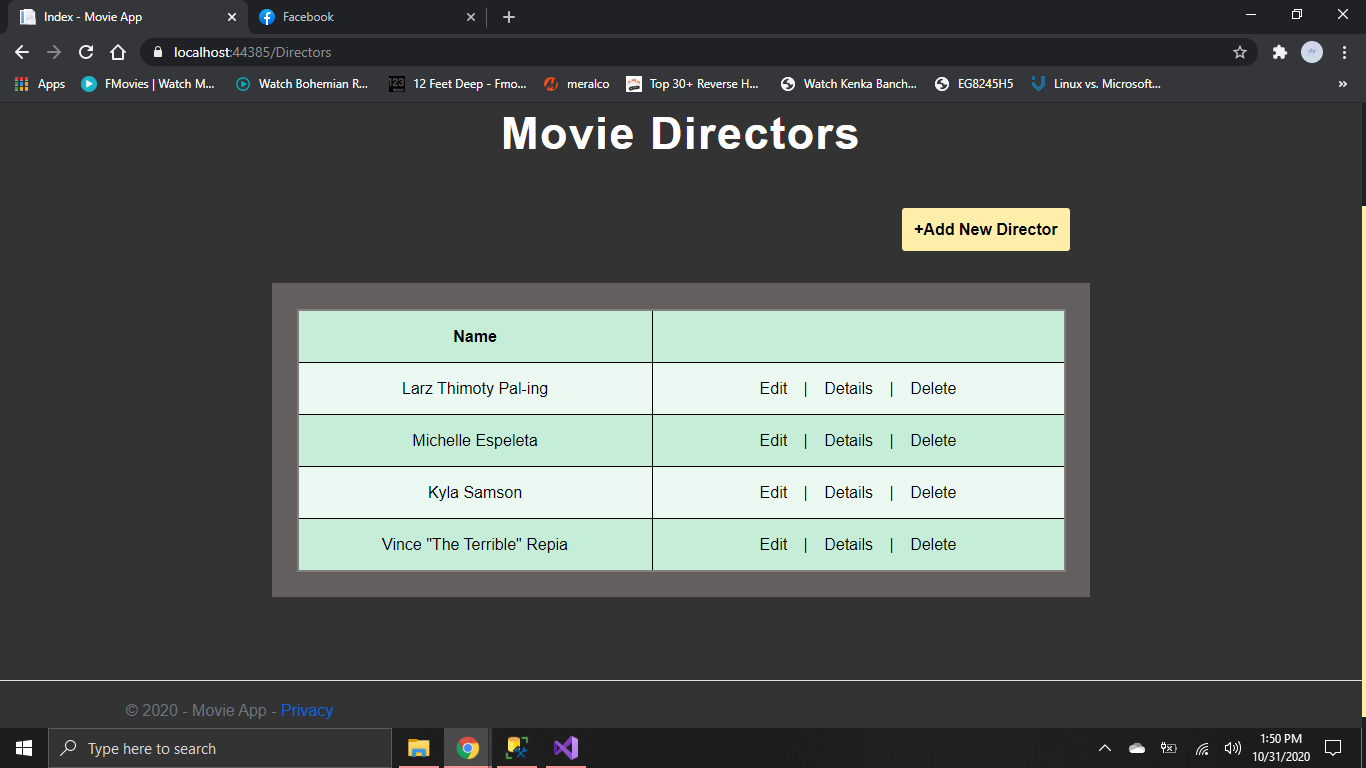 Index - Movie App
Facebook
localhost:44385/Directors
Apps
FMovies | Watch M...
Watch Bohemian R...
123
12 Feet Deep - Fmo...
meralco
Top 30+ Reverse H...
Watch Kenka Banch...
EG8245H5
Linux vs. Microsoft...
»
Movie Directors
+Add New Director
Name
Larz Thimoty Pal-ing Edit | Details | Delete
Michelle Espeleta Edit | Details | Delete
Kyla Samson Edit | Details | Delete
Vince "The Terrible" Repia Edit | Details | Delete
© 2020 - Movie App - Privacy
Type here to search
1:50 PM
10/31/2020